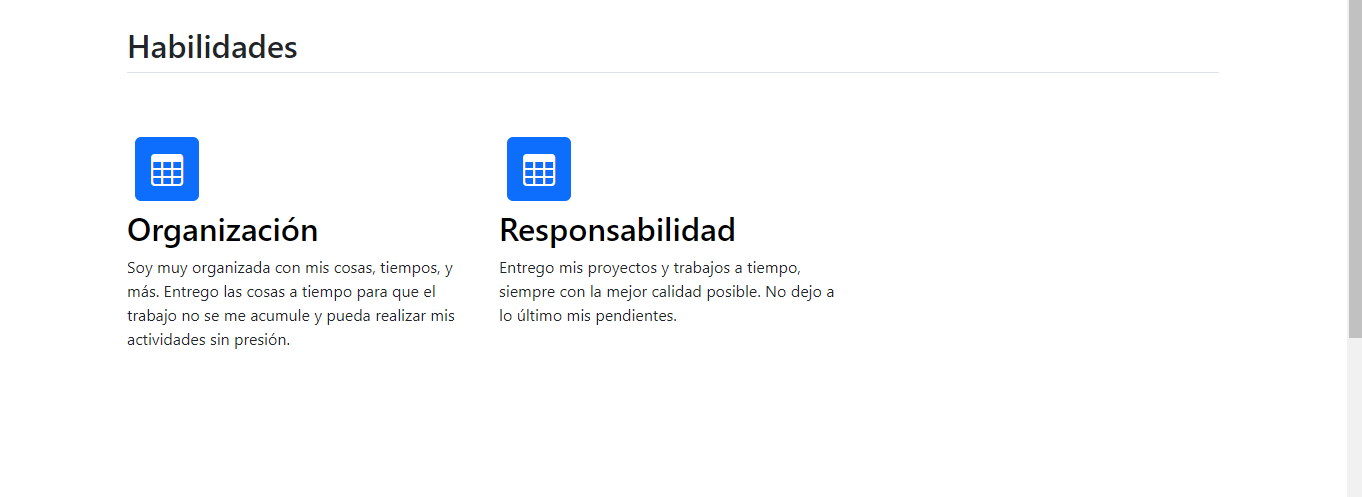 Habilidades
Organización
Soy muy organizada con mis cosas, tiempos, y
más. Entrego las cosas a tiempo para que el
trabajo no se me acumule y pueda realizar mis
actividades sin presión.
Responsabilidad
Entrego mis proyectos y trabajos a tiempo,
siempre con la mejor calidad posible. No dejo a
lo último mis pendientes.